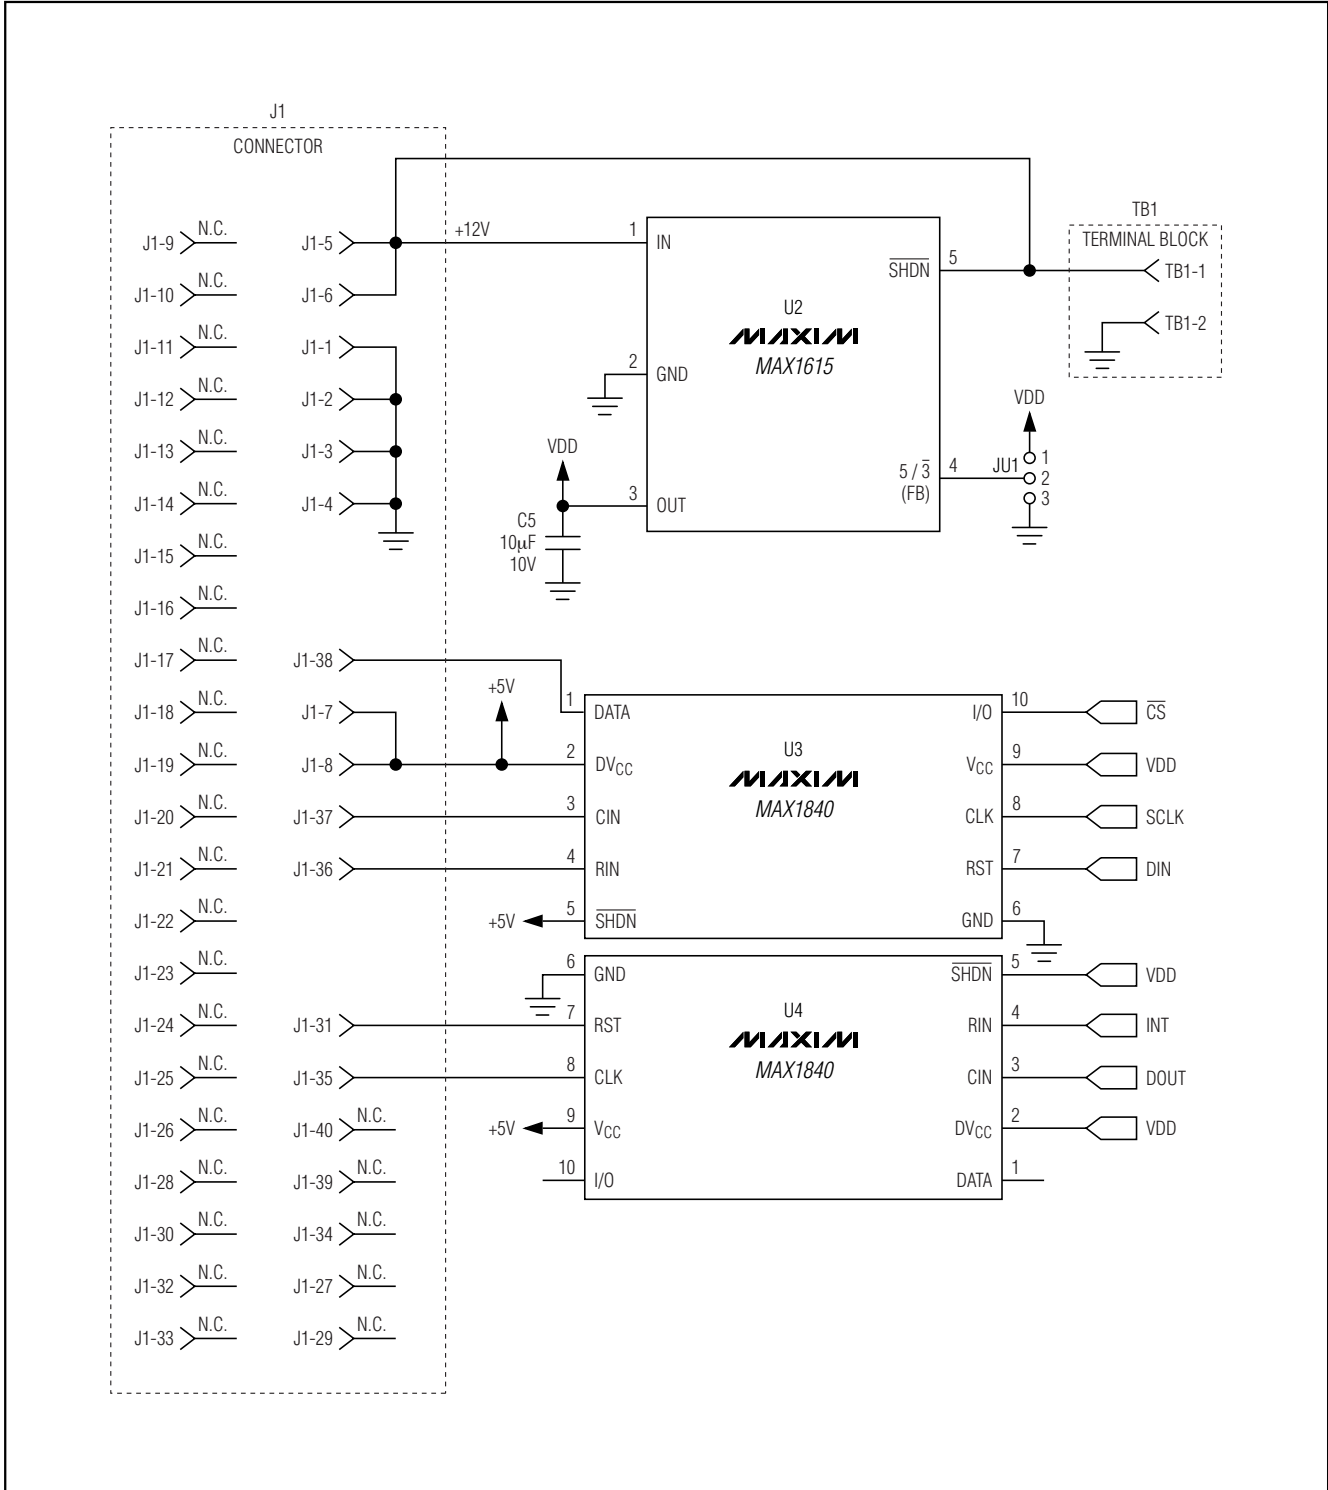 J1
CONNECTOR
J1-9 N.C.
J1-10 N.C.
J1-11 N.C.
J1-12 N.C.
J1-13 N.C.
J1-14 N.C.
J1-15 N.C.
J1-16 N.C.
J1-17 N.C.
J1-18 N.C.
J1-19 N.C.
J1-20 N.C.
J1-21 N.C.
J1-22 N.C.
J1-23 N.C.
J1-24 N.C.
J1-25 N.C.
J1-26 N.C.
J1-28 N.C.
J1-30 N.C.
J1-32 N.C.
J1-33 N.C.
J1-5
J1-6
J1-1
J1-2
J1-3
J1-4
J1-38
J1-7
J1-8
J1-37
J1-36
J1-31
J1-35
J1-40 N.C.
J1-39 N.C.
J1-34 N.C.
J1-27 N.C.
J1-29 N.C.
+12V
1 IN
2 GND
3 OUT
U2
MAXIM
MAX1615
S̅H̅D̅N̅ 5
5 / 3̅ 4
(FB)
VDD
C5
10μF
10V
TB1
TERMINAL BLOCK
TB1-1
TB1-2
VDD
JU1
1
2
3
+5V
1 DATA
2 DVCC
3 CIN
4 RIN
+5V 5 S̅H̅D̅N̅
U3
MAXIM
MAX1840
I/O 10 C̅S̅
VCC 9 VDD
CLK 8 SCLK
RST 7 DIN
GND 6
6 GND
7 RST
8 CLK
+5V 9 VCC
10 I/O
U4
MAXIM
MAX1840
S̅H̅D̅N̅ 5 VDD
RIN 4 INT
CIN 3 DOUT
DVCC 2 VDD
DATA 1